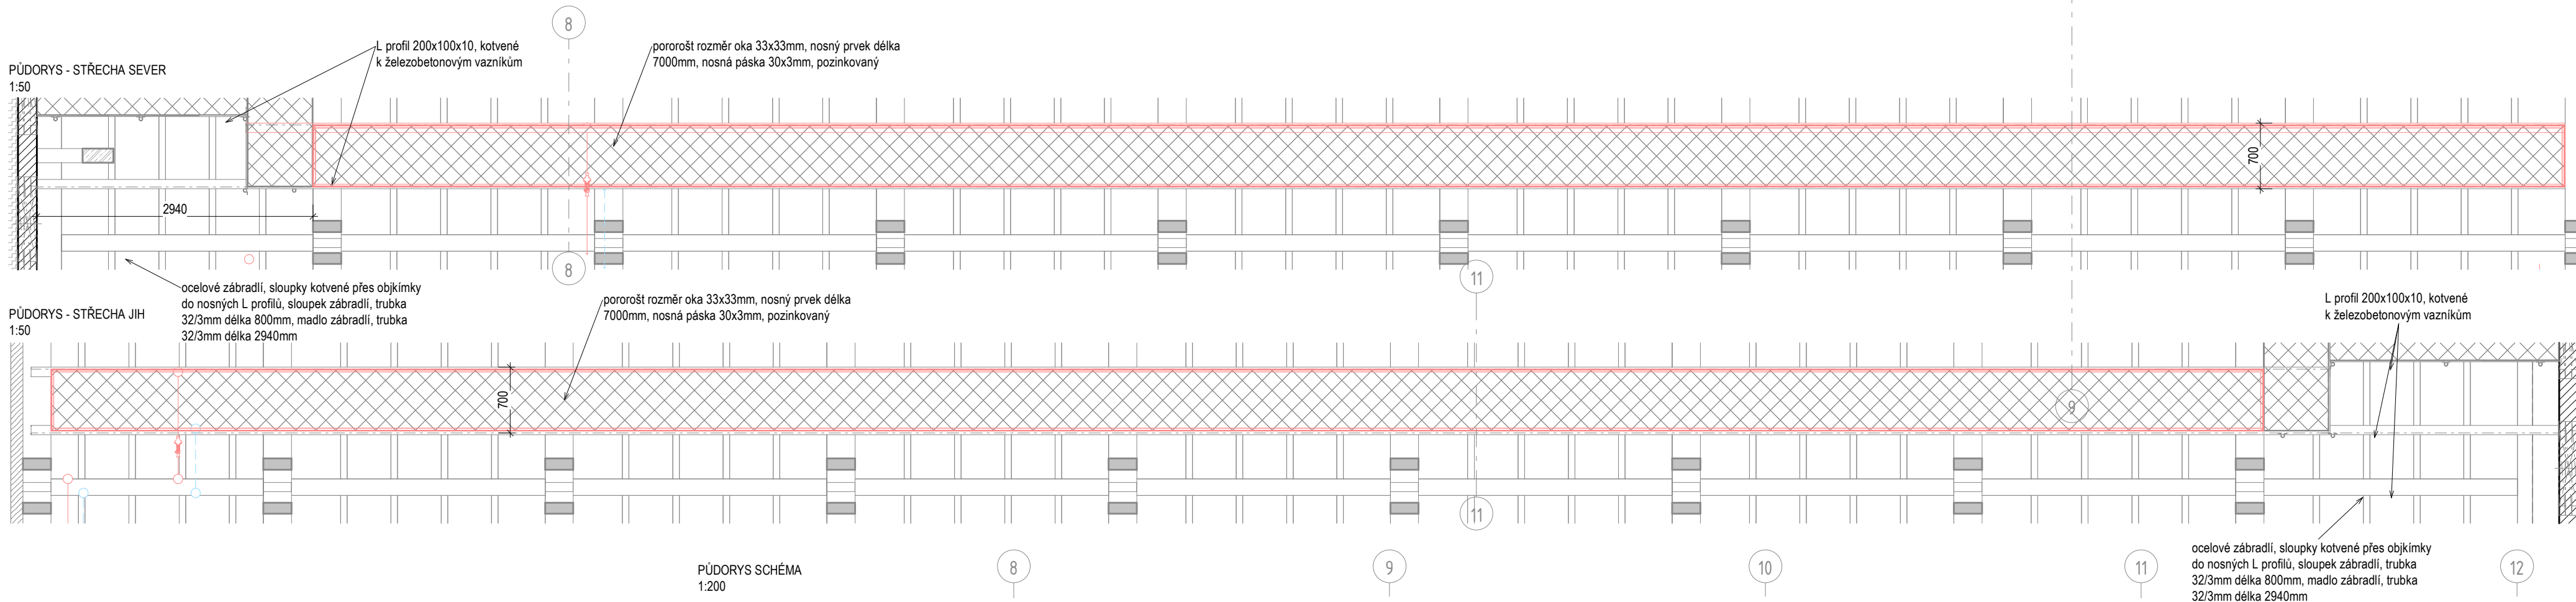 8
L profil 200x100x10, kotvené
k železobetonovým vazníkům
pororošt rozměr oka 33x33mm, nosný prvek délka
7000mm, nosná páska 30x3mm, pozinkovaný
PŮDORYS - STŘECHA SEVER
1:50
700
2940
8
11
ocelové zábradlí, sloupky kotvené přes objkímky
do nosných L profilů, sloupek zábradlí, trubka
32/3mm délka 800mm, madlo zábradlí, trubka
32/3mm délka 2940mm
pororošt rozměr oka 33x33mm, nosný prvek délka
7000mm, nosná páska 30x3mm, pozinkovaný
L profil 200x100x10, kotvené
k železobetonovým vazníkům
PŮDORYS - STŘECHA JIH
1:50
700
9
11
ocelové zábradlí, sloupky kotvené přes objkímky
do nosných L profilů, sloupek zábradlí, trubka
32/3mm délka 800mm, madlo zábradlí, trubka
32/3mm délka 2940mm
PŮDORYS SCHÉMA
1:200
8
9
10
11
12